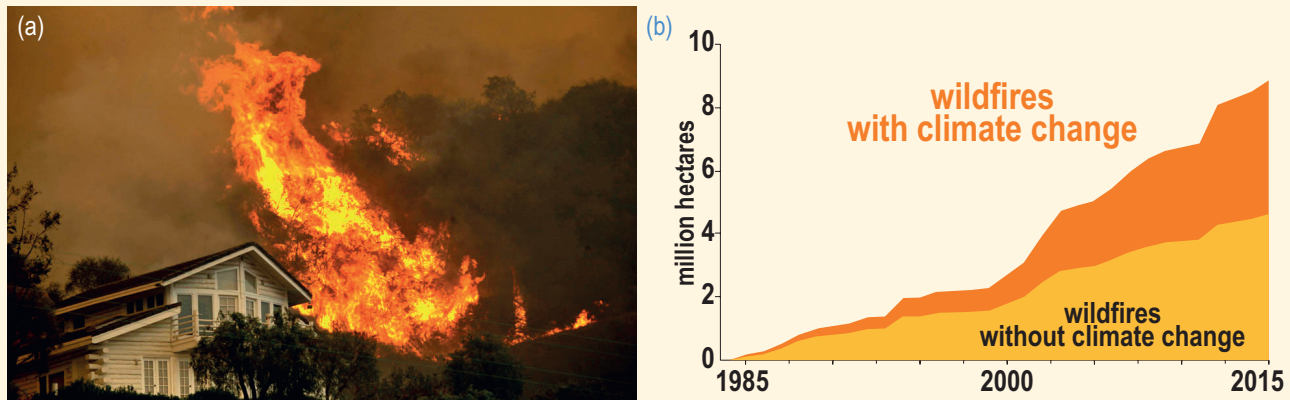 (a)
(b)
10
8
6
4
2
0
million hectares
wildfires
with climate change
wildfires
without climate change
1985
2000
2015